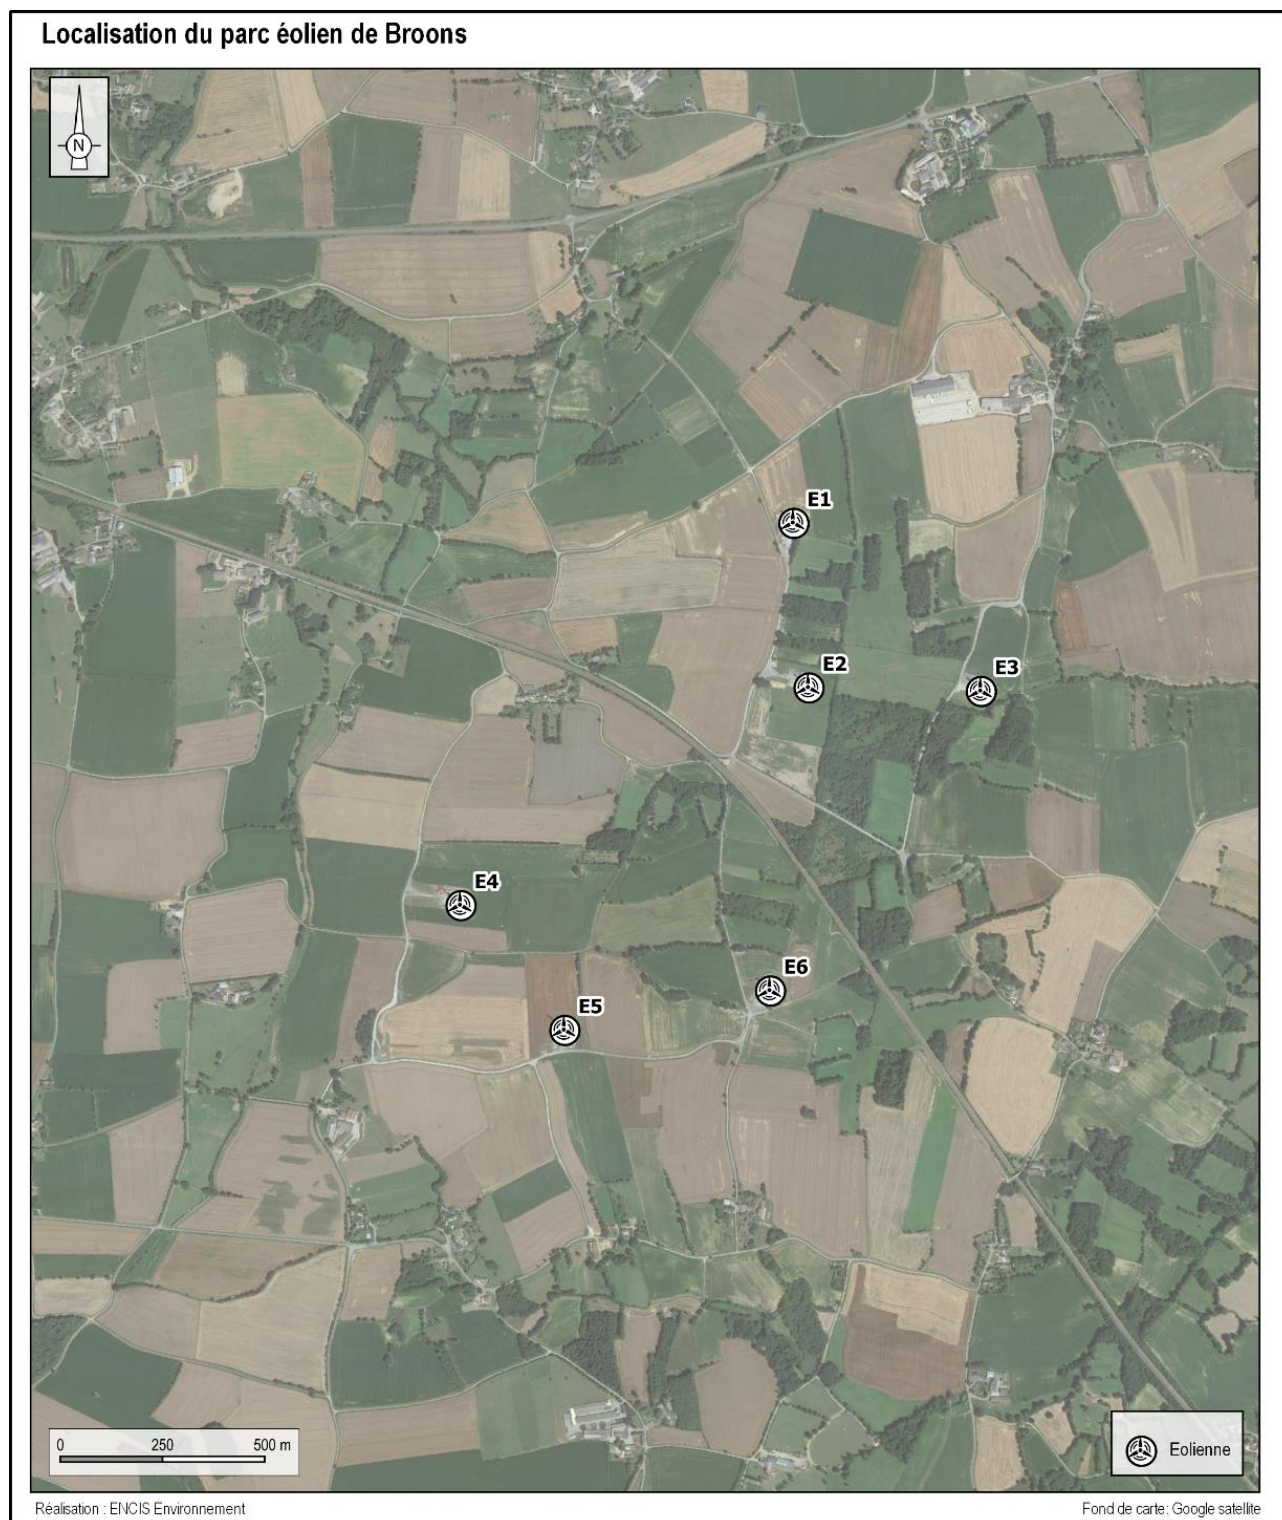 Localisation du parc éolien de Broons
N
E1
E2
E3
E4
E6
E5
0 250 500 m
Eolienne
Réalisation : ENCIS Environnement
Fond de carte: Google satellite